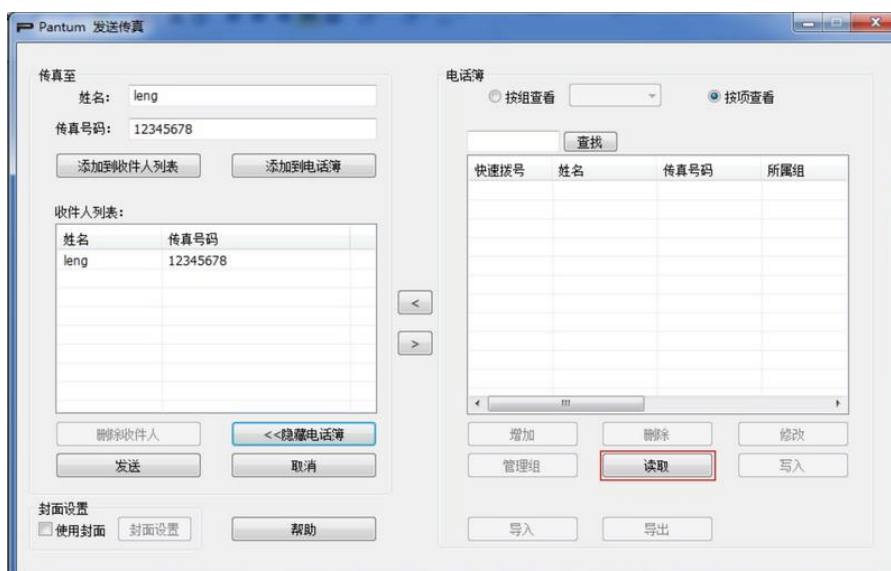 Pantum 发送传真
传真至
姓名: leng
传真号码: 12345678
添加到收件人列表 添加到电话簿
收件人列表:
姓名 传真号码
leng 12345678
删除收件人 <<隐藏电话簿
发送 取消
封面设置
使用封面 封面设置 帮助
<
>
电话簿
按组查看 按项查看
查找
快速拨号 姓名 传真号码 所属组
增加 删除 修改
管理组 读取 写入
导入 导出